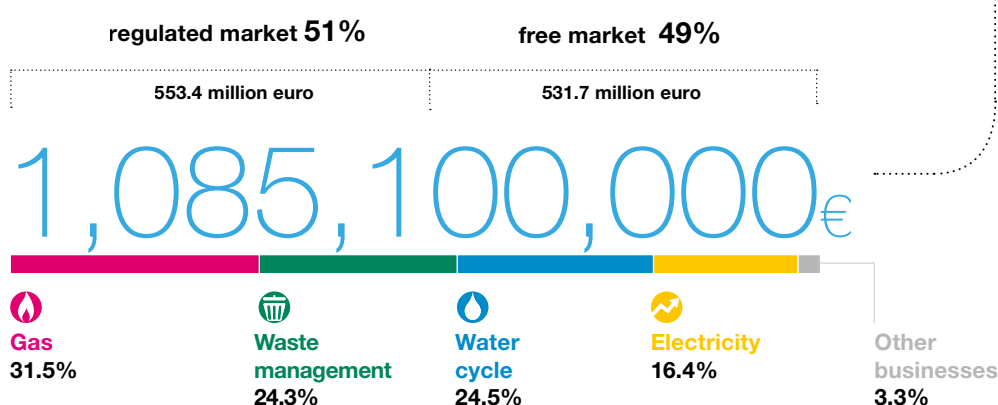 regulated market 51%
free market 49%
553.4 million euro
531.7 million euro
1,085,100,000€
Gas
31.5%
Waste
management
24.3%
Water
cycle
24.5%
Electricity
16.4%
Other
businesses
3.3%